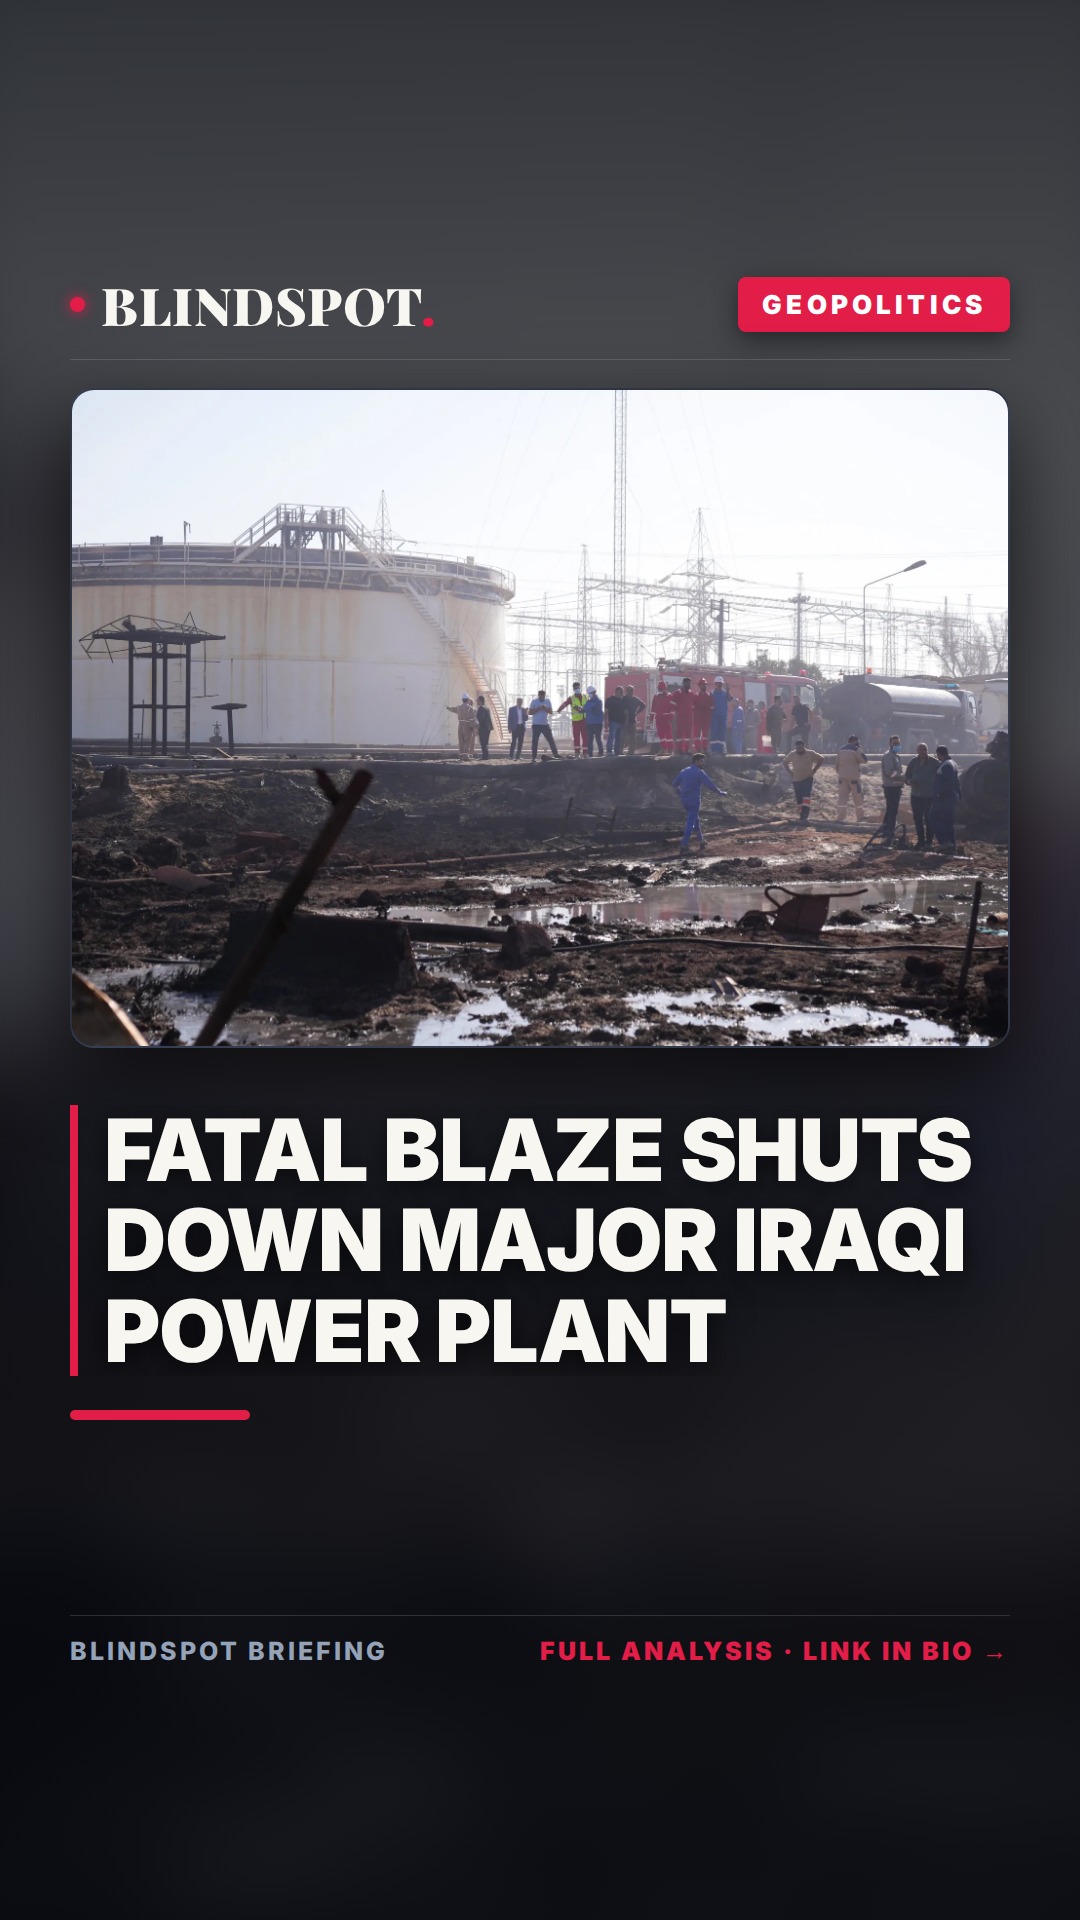 BLINDSPOT.
GEOPOLITICS
FATAL BLAZE SHUTS
DOWN MAJOR IRAQI
POWER PLANT
BLINDSPOT BRIEFING
FULL ANALYSIS · LINK IN BIO →